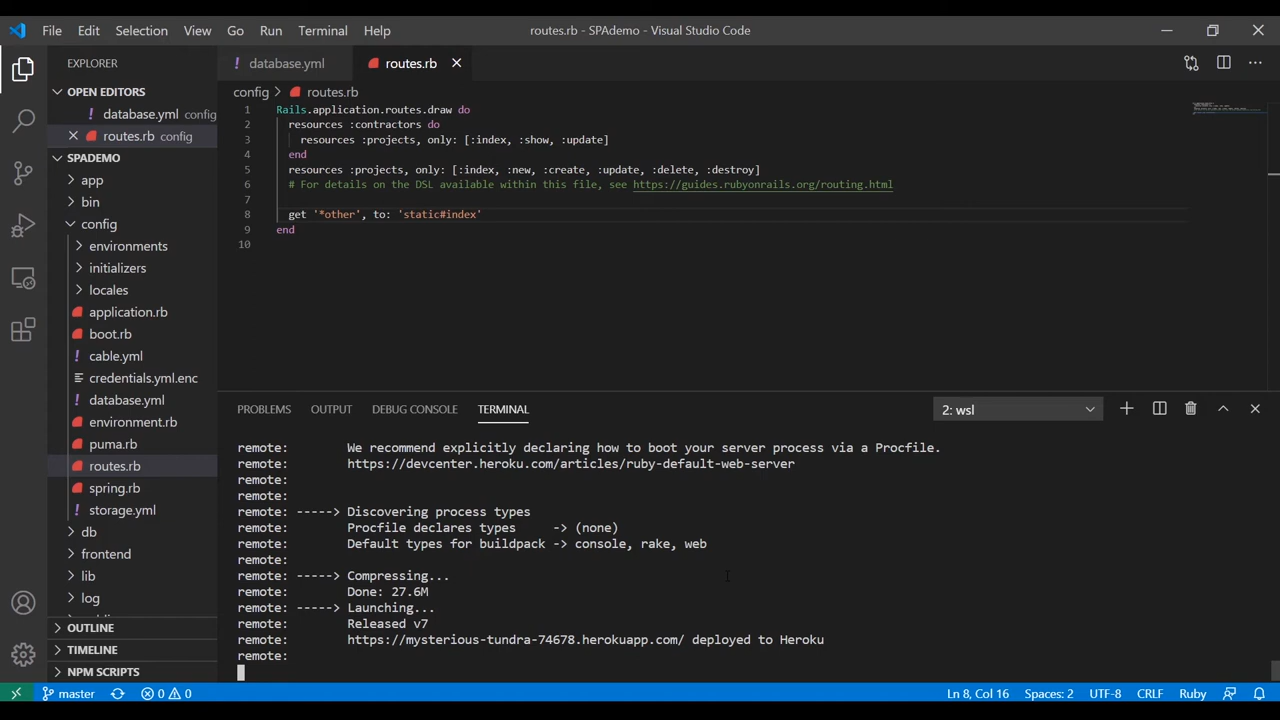 File Edit Selection View Go Run Terminal Help routes.rb - SPAdemo - Visual Studio Code
EXPLORER
OPEN EDITORS
! database.yml config
routes.rb config
SPADEMO
app
bin
config
environments
initializers
locales
application.rb
boot.rb
! cable.yml
credentials.yml.enc
! database.yml
environment.rb
puma.rb
routes.rb
spring.rb
! storage.yml
db
frontend
lib
log
OUTLINE
TIMELINE
NPM SCRIPTS
! database.yml routes.rb
config > routes.rb
1 Rails.application.routes.draw do
2 resources :contractors do
3 resources :projects, only: [:index, :show, :update]
4 end
5 resources :projects, only: [:index, :new, :create, :update, :delete, :destroy]
6 # For details on the DSL available within this file, see https://guides.rubyonrails.org/routing.html
7
8 get '*other', to: 'static#index'
9 end
10
PROBLEMS OUTPUT DEBUG CONSOLE TERMINAL 2: wsl
remote: We recommend explicitly declaring how to boot your server process via a Procfile.
remote: https://devcenter.heroku.com/articles/ruby-default-web-server
remote:
remote:
remote: -----> Discovering process types
remote: Procfile declares types -> (none)
remote: Default types for buildpack -> console, rake, web
remote:
remote: -----> Compressing...
remote: Done: 27.6M
remote: -----> Launching...
remote: Released v7
remote: https://mysterious-tundra-74678.herokuapp.com/ deployed to Heroku
remote:
master 0 0 Ln 8, Col 16 Spaces: 2 UTF-8 CRLF Ruby